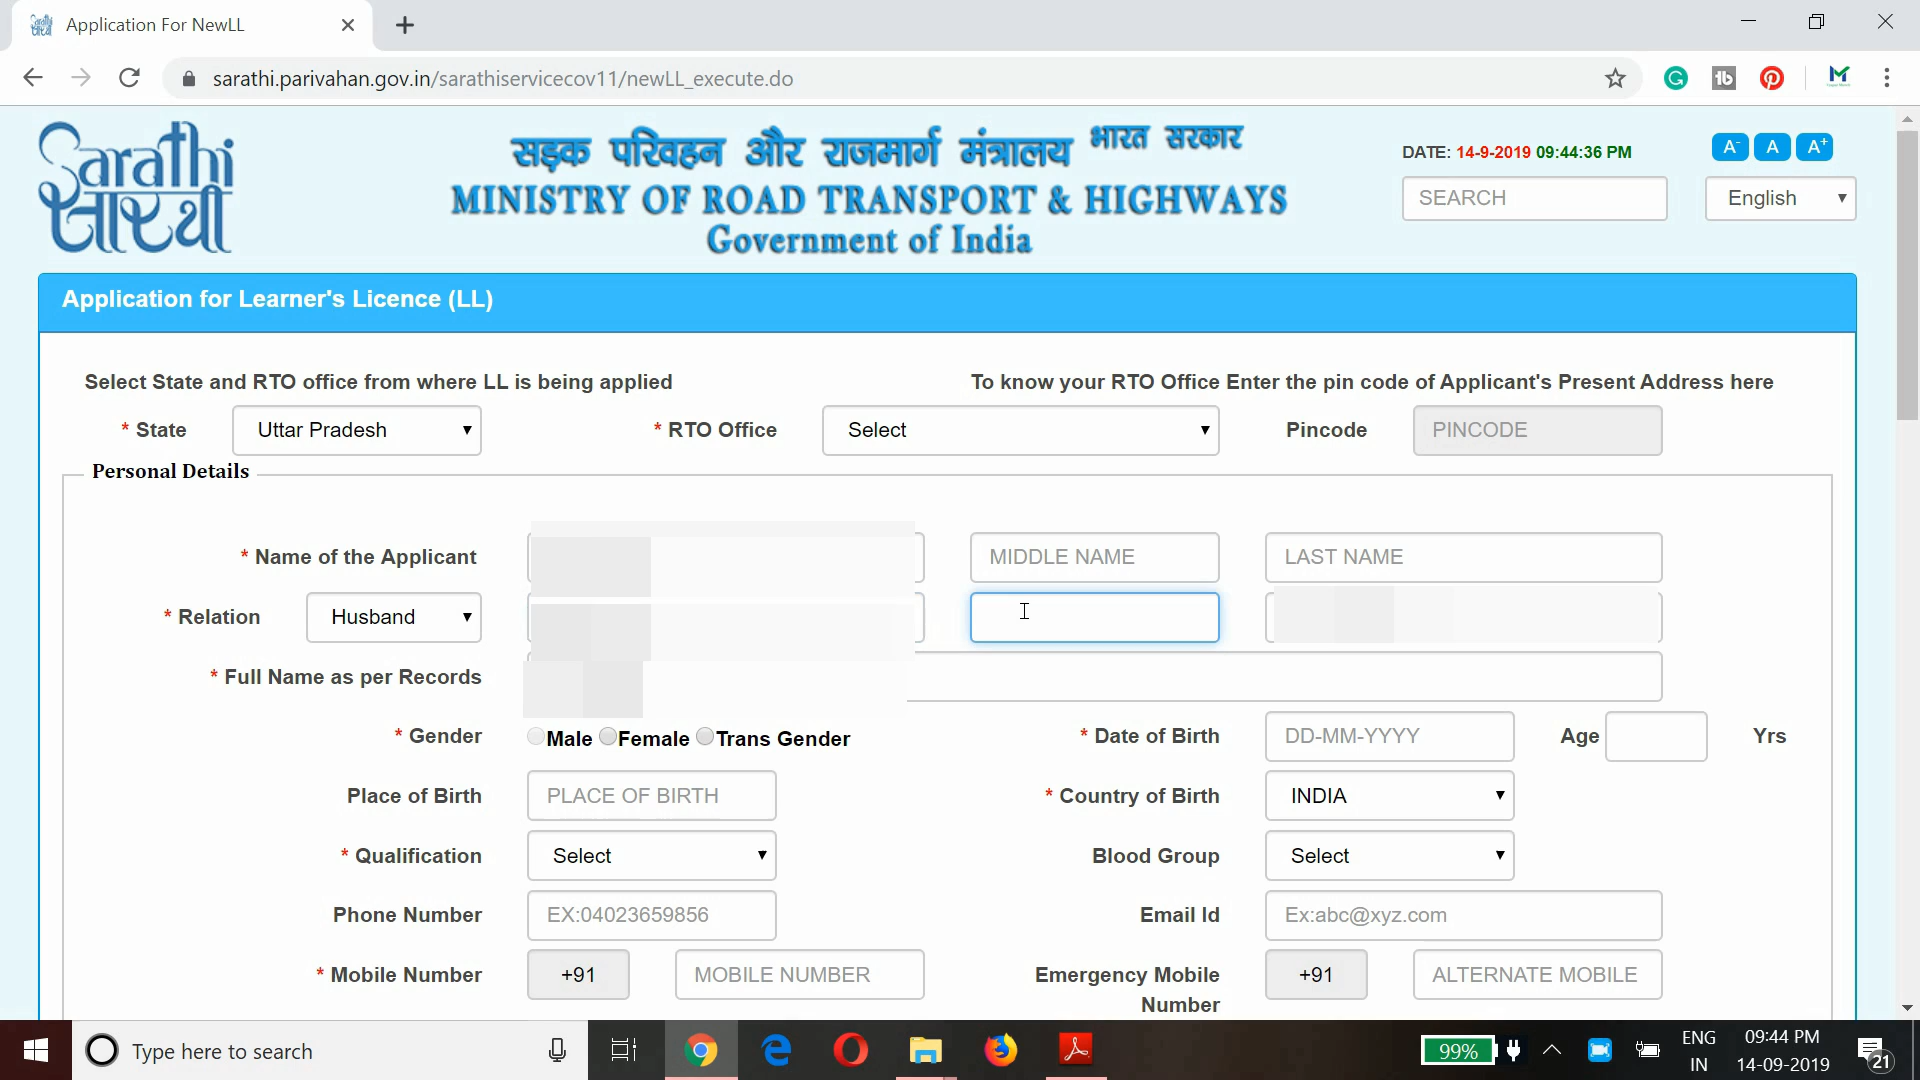 Application For NewLL
sarathi.parivahan.gov.in/sarathiservicecov11/newLL_execute.do
Sarathi
सारथी
सड़क परिवहन और राजमार्ग मंत्रालय भारत सरकार
MINISTRY OF ROAD TRANSPORT & HIGHWAYS
Government of India
DATE: 14-9-2019 09:44:36 PM
A- A A+
SEARCH
English
Application for Learner's Licence (LL)
Select State and RTO office from where LL is being applied
To know your RTO Office Enter the pin code of Applicant's Present Address here
* State Uttar Pradesh * RTO Office Select Pincode PINCODE
Personal Details
* Name of the Applicant MIDDLE NAME LAST NAME
* Relation Husband
* Full Name as per Records
* Gender Male Female Trans Gender * Date of Birth DD-MM-YYYY Age Yrs
Place of Birth PLACE OF BIRTH * Country of Birth INDIA
* Qualification Select Blood Group Select
Phone Number EX:04023659856 Email Id Ex:abc@xyz.com
* Mobile Number +91 MOBILE NUMBER Emergency Mobile Number +91 ALTERNATE MOBILE
Type here to search
99%
ENG
IN
09:44 PM
14-09-2019
21